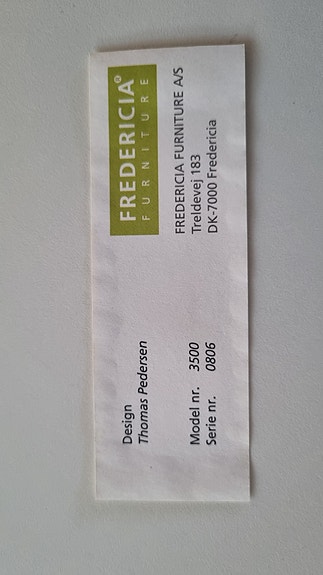 FREDERICIA®
FURNITURE
FREDERICIA FURNITURE A/S
Treldevej 183
DK-7000 Fredericia
Design
Thomas Pedersen
Model nr. 3500
Serie nr. 0806